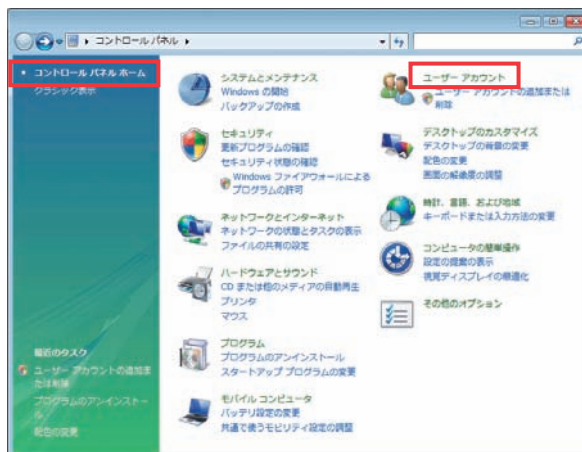 コントロール パネル
コントロール パネル ホーム
クラシック表示
システムとメンテナンス
Windows の開始
バックアップの作成
セキュリティ
更新プログラムの確認
セキュリティ状態の確認
Windows ファイアウォールによる
プログラムの許可
ネットワークとインターネット
ネットワークの状態とタスクの表示
ファイルの共有の設定
ハードウェアとサウンド
CD または他のメディアの自動再生
プリンタ
マウス
プログラム
プログラムのアンインストール
スタートアップ プログラムの変更
モバイル コンピュータ
バッテリ設定の変更
共通で使うモビリティ設定の調整
ユーザー アカウント
ユーザー アカウントの追加または
削除
デスクトップのカスタマイズ
デスクトップの背景の変更
配色の変更
画面の解像度の調整
時計、言語、および地域
キーボードまたは入力方法の変更
コンピュータの簡単操作
設定の提案の表示
視覚ディスプレイの最適化
その他のオプション
最近のタスク
ユーザー アカウントの追加ま
たは削除
プログラムのアンインストー
ル
配色の変更